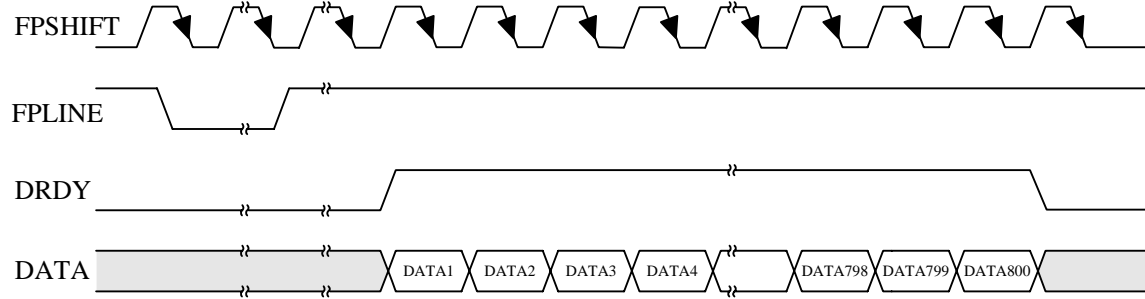 FPSHIFT
FPLINE
DRDY
DATA DATA1 DATA2 DATA3 DATA4 DATA798 DATA799 DATA800